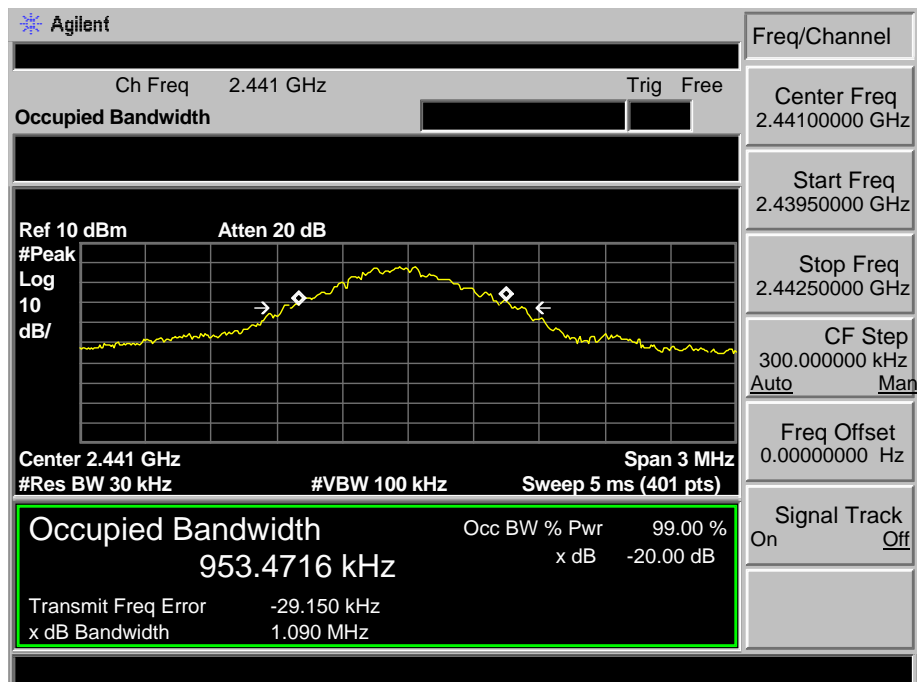 Agilent
Freq/Channel
Ch Freq 2.441 GHz Trig Free
Occupied Bandwidth
Center Freq
2.44100000 GHz
Start Freq
2.43950000 GHz
Stop Freq
2.44250000 GHz
CF Step
300.000000 kHz
Auto Man
Freq Offset
0.00000000 Hz
Signal Track
On Off
Ref 10 dBm Atten 20 dB
#Peak
Log
10
dB/
Center 2.441 GHz Span 3 MHz
#Res BW 30 kHz #VBW 100 kHz Sweep 5 ms (401 pts)
Occupied Bandwidth Occ BW % Pwr 99.00 %
953.4716 kHz x dB -20.00 dB
Transmit Freq Error -29.150 kHz
x dB Bandwidth 1.090 MHz